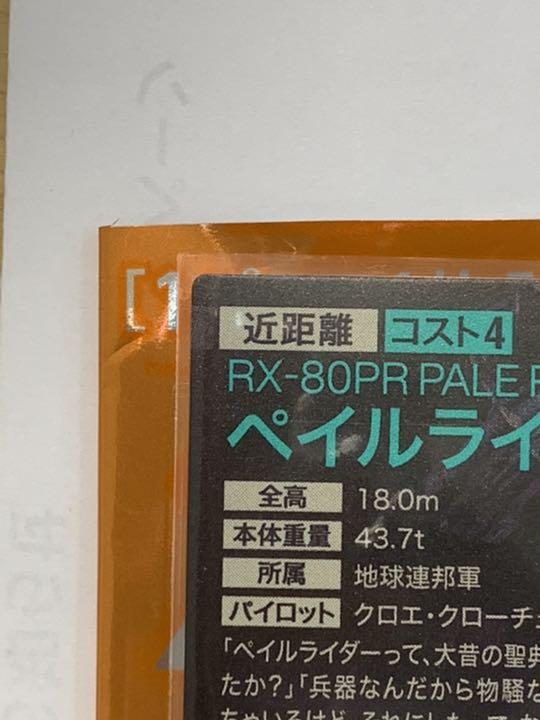 近距離 コスト4
RX-80PR PALE
ペイルライ
全高 18.0m
本体重量 43.7t
所属 地球連邦軍
パイロット クロエ・クローチェ
「ペイルライダーって、大昔の聖典
たか?」「兵器なんだから物騒な